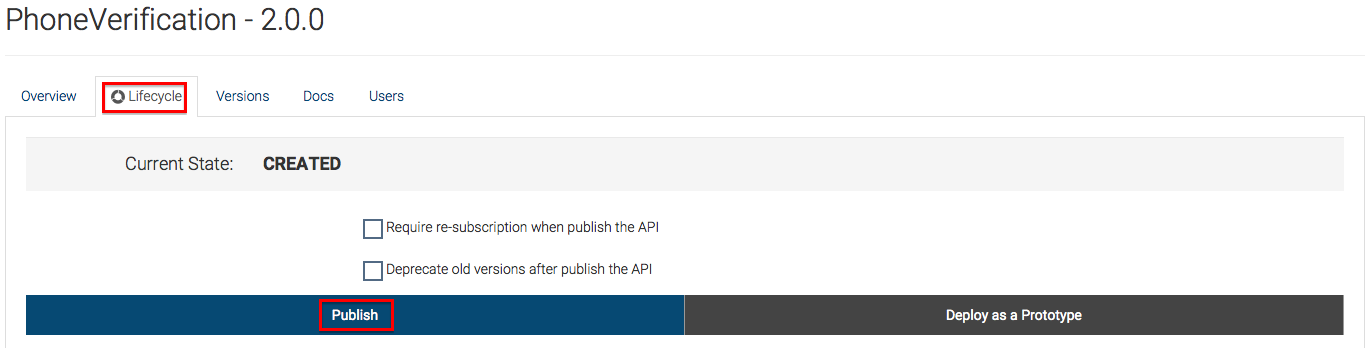 PhoneVerification - 2.0.0
Overview Lifecycle Versions Docs Users
Current State: CREATED
Require re-subscription when publish the API
Deprecate old versions after publish the API
Publish Deploy as a Prototype